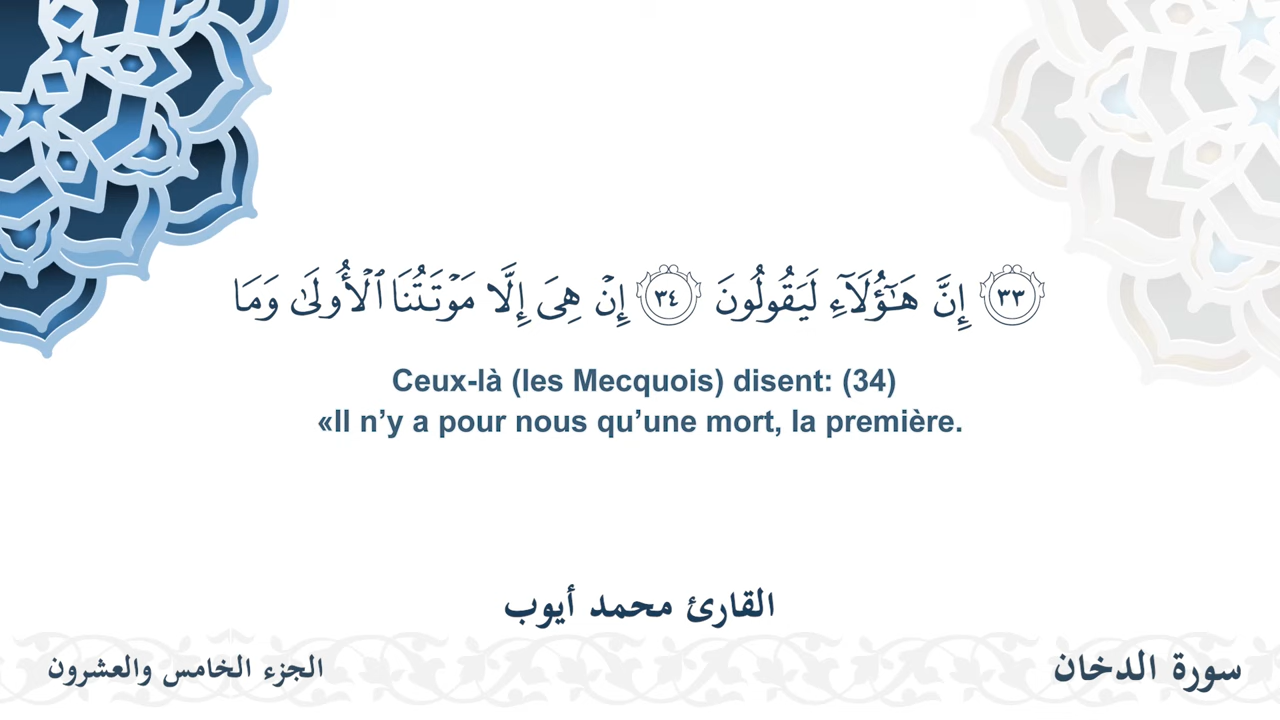 ٣٣ إِنَّ هَـٰٓؤُلَآءِ لَيَقُولُونَ ٣٤ إِنْ هِىَ إِلَّا مَوْتَتُنَا ٱلْأُولَىٰ وَمَا
Ceux-là (les Mecquois) disent: (34)
«Il n’y a pour nous qu’une mort, la première.
القارئ محمد أيوب
سورة الدخان
الجزء الخامس والعشرون